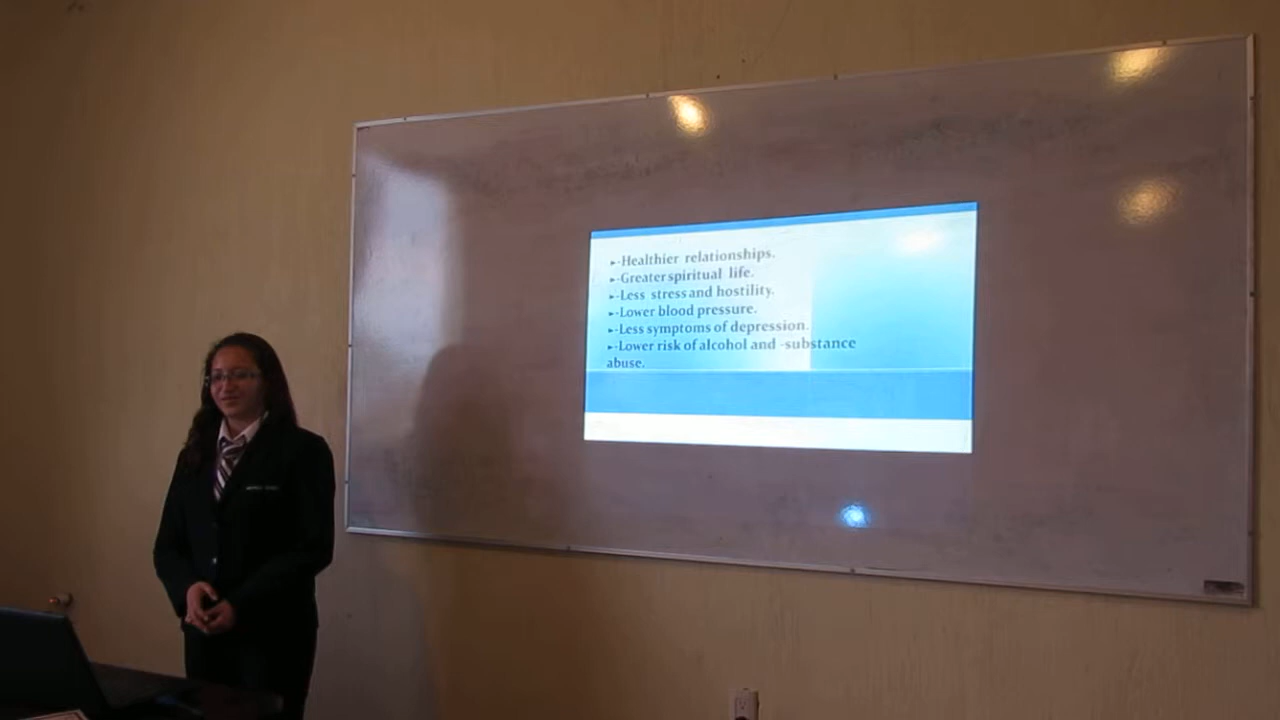 ►-Healthier relationships.
►-Greater spiritual life.
►-Less stress and hostility.
►-Lower blood pressure.
►-Less symptoms of depression.
►-Lower risk of alcohol and -substance
abuse.